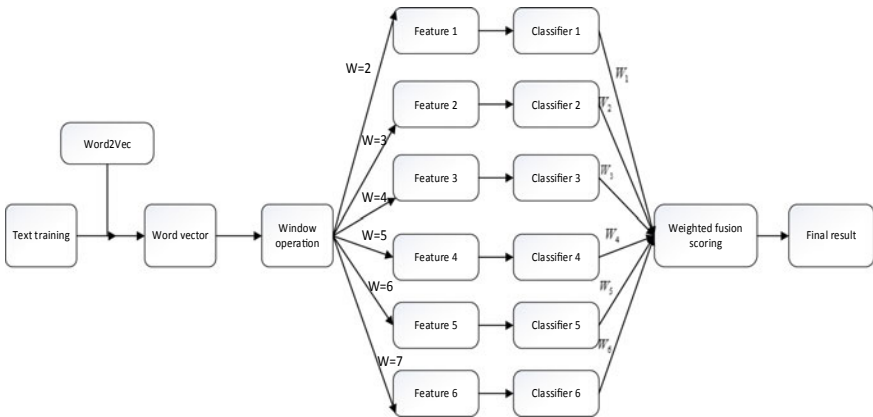 Feature 1
Classifier 1
W=2
W₁
Feature 2
Classifier 2
W₂
Word2Vec
W=3
Feature 3
Classifier 3
W₃
W=4
Text training
Word vector
Window
operation
W=5
Feature 4
Classifier 4
W₄
Weighted fusion
scoring
Final result
W=6
Feature 5
Classifier 5
W₅
W=7
Feature 6
Classifier 6
W₆